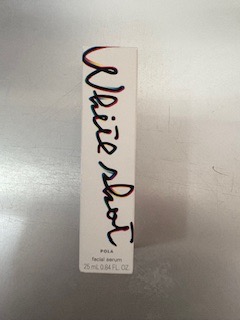 White shot
POLA
facial serum
25 mL 0.84 FL. OZ.